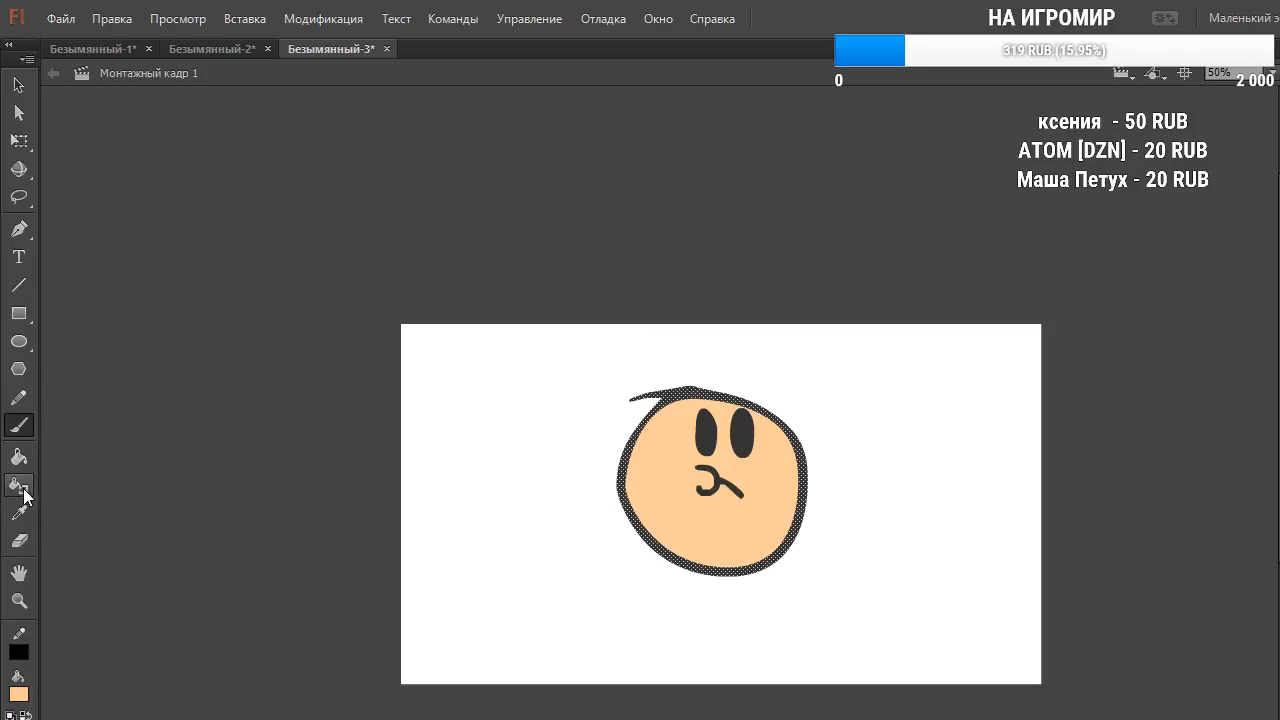 Fl Файл Правка Просмотр Вставка Модификация Текст Команды Управление Отладка Окно Справка НА ИГРОМИР Маленький э
Безымянный-1* × Безымянный-2* × Безымянный-3* ×
319 RUB (15.95%)
Монтажный кадр 1
50%
0 2 000
ксения - 50 RUB
ATOM [DZN] - 20 RUB
Маша Петух - 20 RUB
T